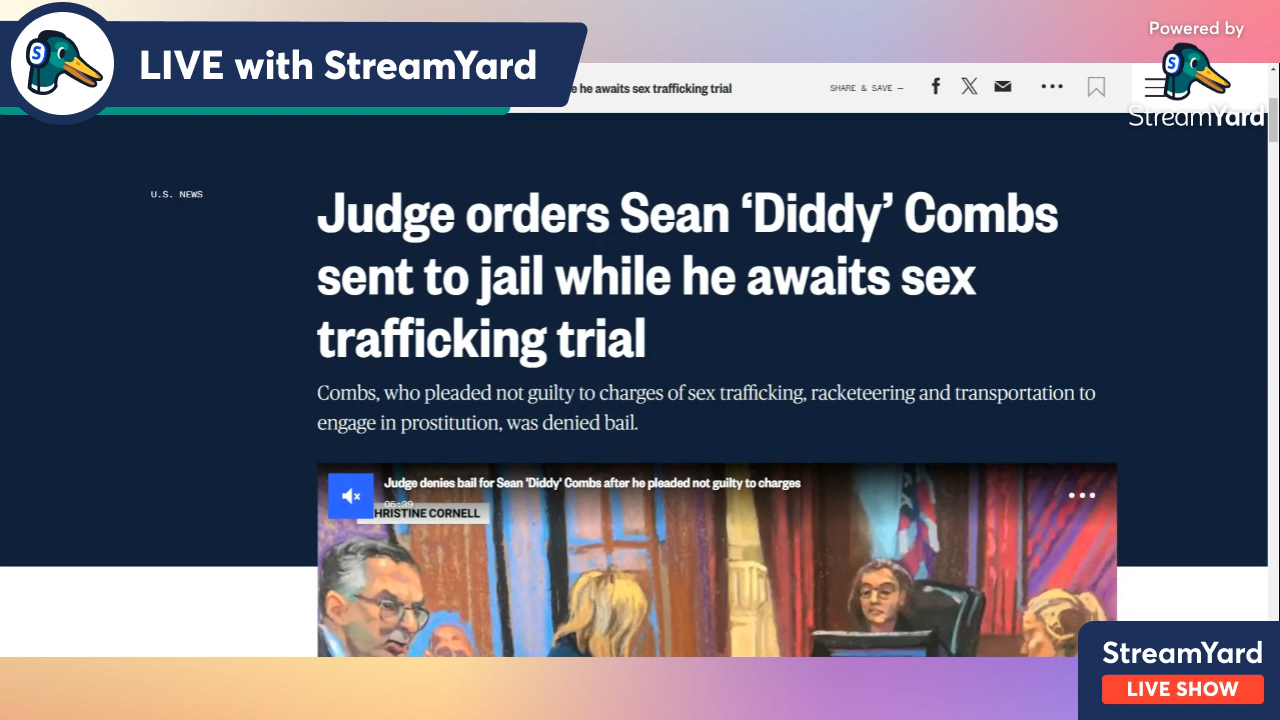 LIVE with StreamYard
Powered by
StreamYard
e he awaits sex trafficking trial
SHARE & SAVE —
U.S. NEWS
Judge orders Sean ‘Diddy’ Combs
sent to jail while he awaits sex
trafficking trial
Combs, who pleaded not guilty to charges of sex trafficking, racketeering and transportation to
engage in prostitution, was denied bail.
Judge denies bail for Sean 'Diddy' Combs after he pleaded not guilty to charges
HRISTINE CORNELL
StreamYard
LIVE SHOW